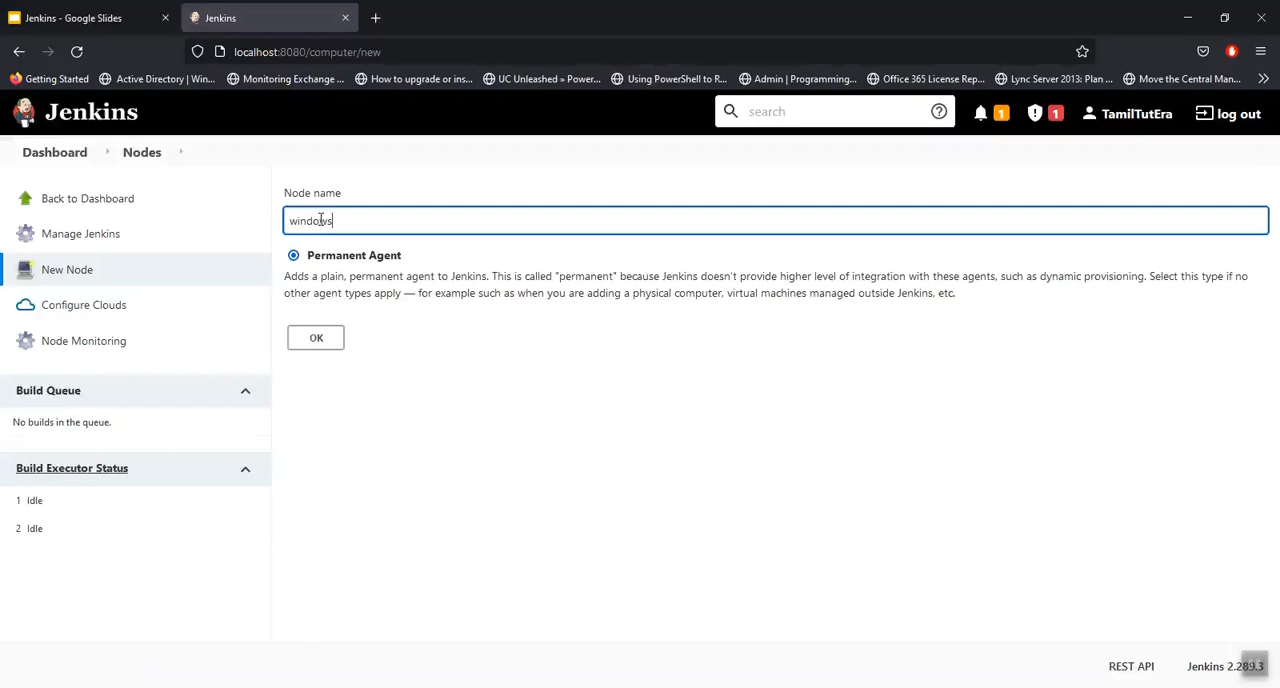 Jenkins - Google Slides
Jenkins
localhost:8080/computer/new
Getting Started
Active Directory | Win...
Monitoring Exchange ...
How to upgrade or ins...
UC Unleashed » Power...
Using PowerShell to R...
Admin | Programming...
Office 365 License Rep...
Lync Server 2013: Plan ...
Move the Central Man...
Jenkins
search
1
1
TamilTutEra
log out
Dashboard
Nodes
Back to Dashboard
Manage Jenkins
New Node
Configure Clouds
Node Monitoring
Build Queue
No builds in the queue.
Build Executor Status
1 Idle
2 Idle
Node name
windows
Permanent Agent
Adds a plain, permanent agent to Jenkins. This is called "permanent" because Jenkins doesn't provide higher level of integration with these agents, such as dynamic provisioning. Select this type if no
other agent types apply — for example such as when you are adding a physical computer, virtual machines managed outside Jenkins, etc.
OK
REST API
Jenkins 2.289.3